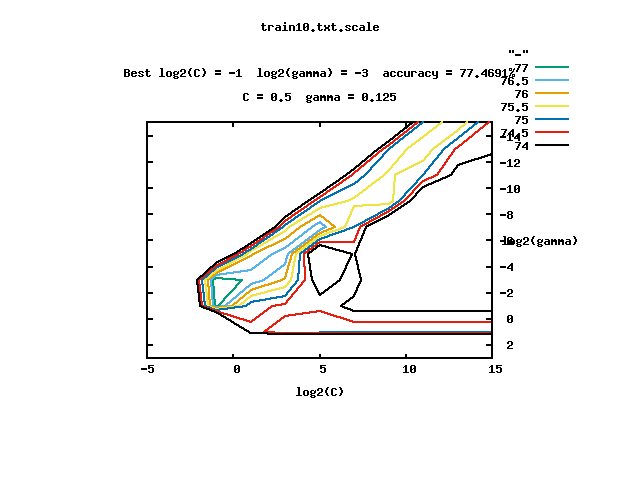 train10.txt.scale
"-"
Best log2(C) = -1 log2(gamma) = -3 accuracy = 77.4691%
77
76.5
C = 0.5 gamma = 0.125
76
75.5
75
74.5
74
-14
-12
-10
-8
-6
log2(gamma)
-4
-2
0
2
-5 0 5 10 15
log2(C)